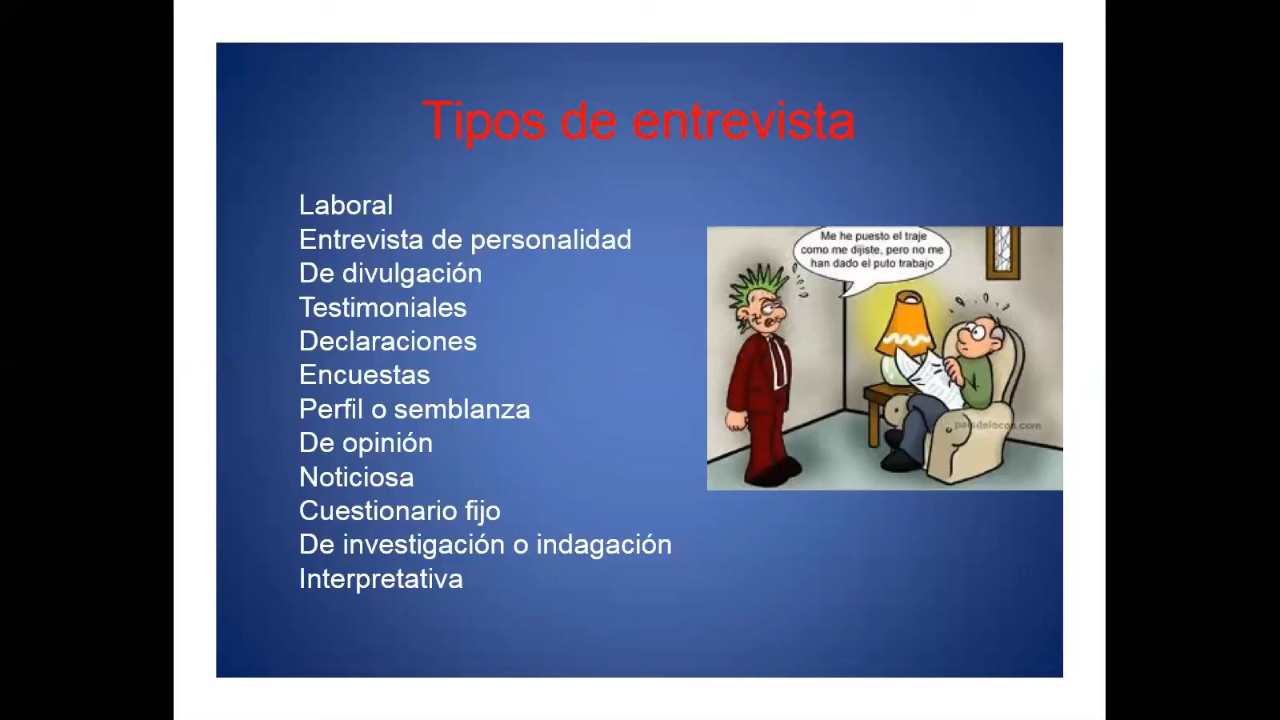 Tipos de entrevista
Laboral
Entrevista de personalidad
De divulgación
Testimoniales
Declaraciones
Encuestas
Perfil o semblanza
De opinión
Noticiosa
Cuestionario fijo
De investigación o indagación
Interpretativa
Me he puesto el traje
como me dijiste, pero no me
han dado el puto trabajo